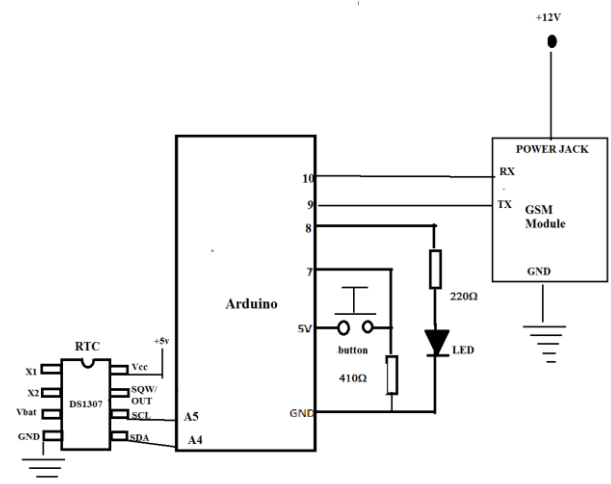 +12V
POWER JACK
RX
TX
GSM
Module
GND
10
9
8
7
5V
GND
Arduino
A5
A4
button
410Ω
220Ω
LED
RTC
+5v
X1
X2
Vbat
GND
DS1307
Vcc
SQW/
OUT
SCL
SDA